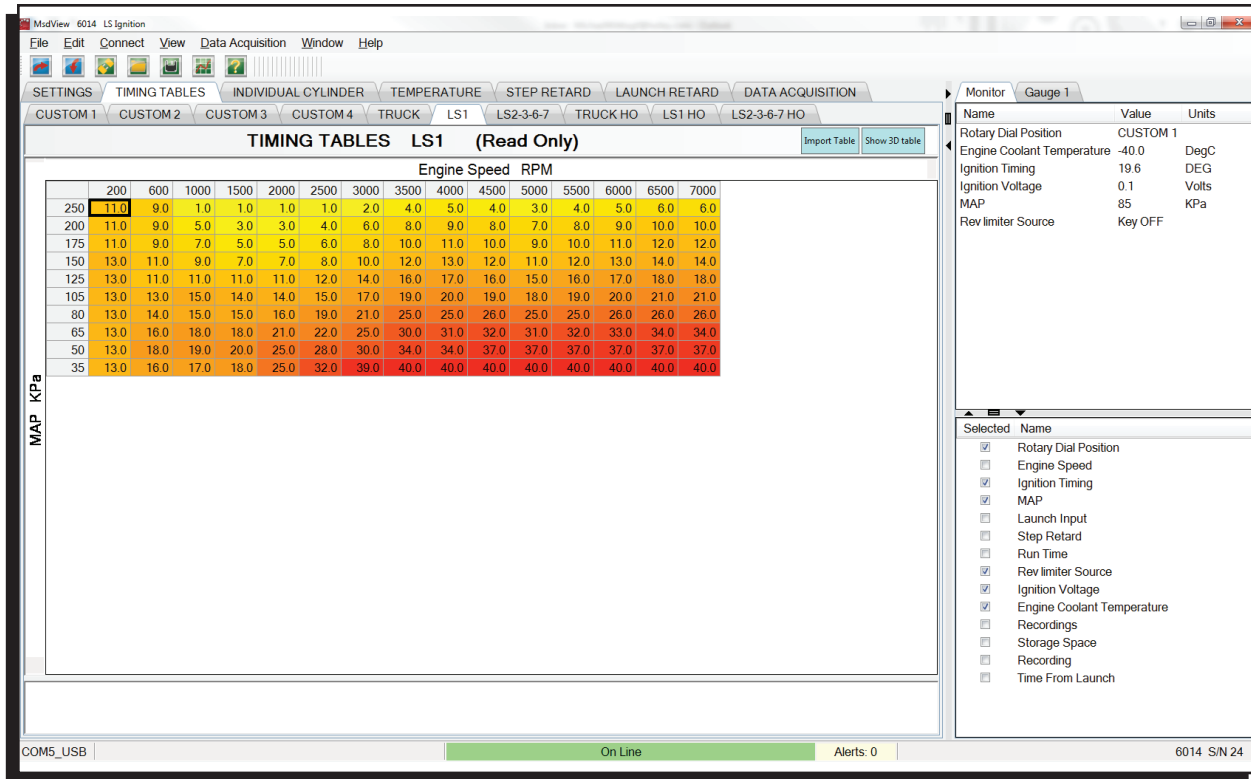 MsdView 6014 LS Ignition
File Edit Connect View Data Acquisition Window Help
SETTINGS TIMING TABLES INDIVIDUAL CYLINDER TEMPERATURE STEP RETARD LAUNCH RETARD DATA ACQUISITION
CUSTOM 1 CUSTOM 2 CUSTOM 3 CUSTOM 4 TRUCK LS1 LS2-3-6-7 TRUCK HO LS1 HO LS2-3-6-7 HO
TIMING TABLES LS1 (Read Only)
Import Table Show 3D table
Engine Speed RPM
200 600 1000 1500 2000 2500 3000 3500 4000 4500 5000 5500 6000 6500 7000
250 11.0 9.0 1.0 1.0 1.0 1.0 2.0 4.0 5.0 4.0 3.0 4.0 5.0 6.0 6.0
200 11.0 9.0 5.0 3.0 3.0 4.0 6.0 8.0 9.0 8.0 7.0 8.0 9.0 10.0 10.0
175 11.0 9.0 7.0 5.0 5.0 6.0 8.0 10.0 11.0 10.0 9.0 10.0 11.0 12.0 12.0
150 13.0 11.0 9.0 7.0 7.0 8.0 10.0 12.0 13.0 12.0 11.0 12.0 13.0 14.0 14.0
125 13.0 11.0 11.0 11.0 11.0 12.0 14.0 16.0 17.0 16.0 15.0 16.0 17.0 18.0 18.0
105 13.0 13.0 15.0 14.0 14.0 15.0 17.0 19.0 20.0 19.0 18.0 19.0 20.0 21.0 21.0
80 13.0 14.0 15.0 15.0 16.0 19.0 21.0 25.0 25.0 26.0 25.0 25.0 26.0 26.0 26.0
65 13.0 16.0 18.0 18.0 21.0 22.0 25.0 30.0 31.0 32.0 31.0 32.0 33.0 34.0 34.0
50 13.0 18.0 19.0 20.0 25.0 28.0 30.0 34.0 34.0 37.0 37.0 37.0 37.0 37.0 37.0
35 13.0 16.0 17.0 18.0 25.0 32.0 39.0 40.0 40.0 40.0 40.0 40.0 40.0 40.0 40.0
MAP KPa
Monitor Gauge 1
Name Value Units
Rotary Dial Position CUSTOM 1
Engine Coolant Temperature -40.0 DegC
Ignition Timing 19.6 DEG
Ignition Voltage 0.1 Volts
MAP 85 KPa
Rev limiter Source Key OFF
Selected Name
Rotary Dial Position
Engine Speed
Ignition Timing
MAP
Launch Input
Step Retard
Run Time
Rev limiter Source
Ignition Voltage
Engine Coolant Temperature
Recordings
Storage Space
Recording
Time From Launch
COM5_USB On Line Alerts: 0 6014 S/N 24